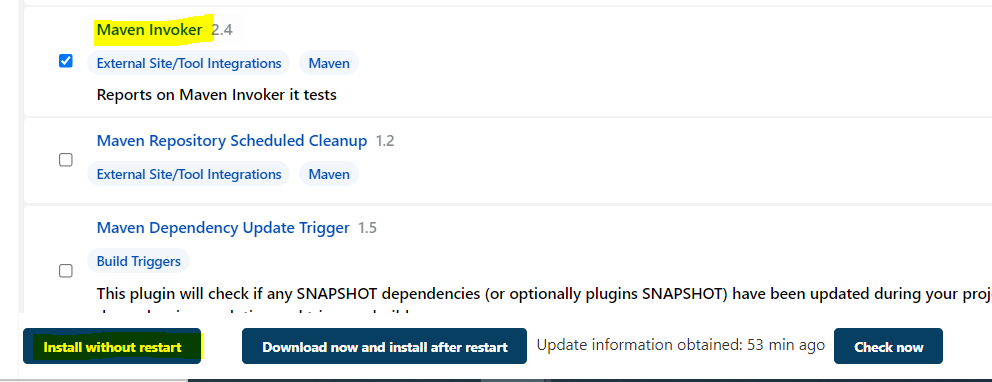 Maven Invoker 2.4
External Site/Tool Integrations Maven
Reports on Maven Invoker it tests
Maven Repository Scheduled Cleanup 1.2
External Site/Tool Integrations Maven
Maven Dependency Update Trigger 1.5
Build Triggers
This plugin will check if any SNAPSHOT dependencies (or optionally plugins SNAPSHOT) have been updated during your proj
Install without restart Download now and install after restart Update information obtained: 53 min ago Check now